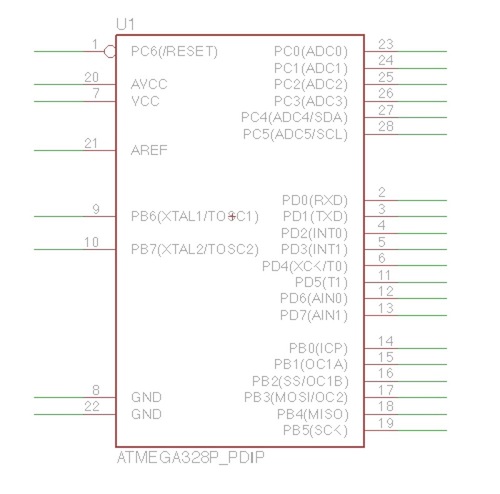 U1
1 PC6(/RESET) PC0(ADC0) 23
PC1(ADC1) 24
20 AVCC PC2(ADC2) 25
7 VCC PC3(ADC3) 26
PC4(ADC4/SDA) 27
PC5(ADC5/SCL) 28
21 AREF
PD0(RXD) 2
9 PB6(XTAL1/TOSC1) PD1(TXD) 3
PD2(INT0) 4
10 PB7(XTAL2/TOSC2) PD3(INT1) 5
PD4(XCK/T0) 6
PD5(T1) 11
PD6(AIN0) 12
PD7(AIN1) 13
PB0(ICP) 14
PB1(OC1A) 15
PB2(SS/OC1B) 16
8 GND PB3(MOSI/OC2) 17
22 GND PB4(MISO) 18
PB5(SCK) 19
ATMEGA328P_PDIP